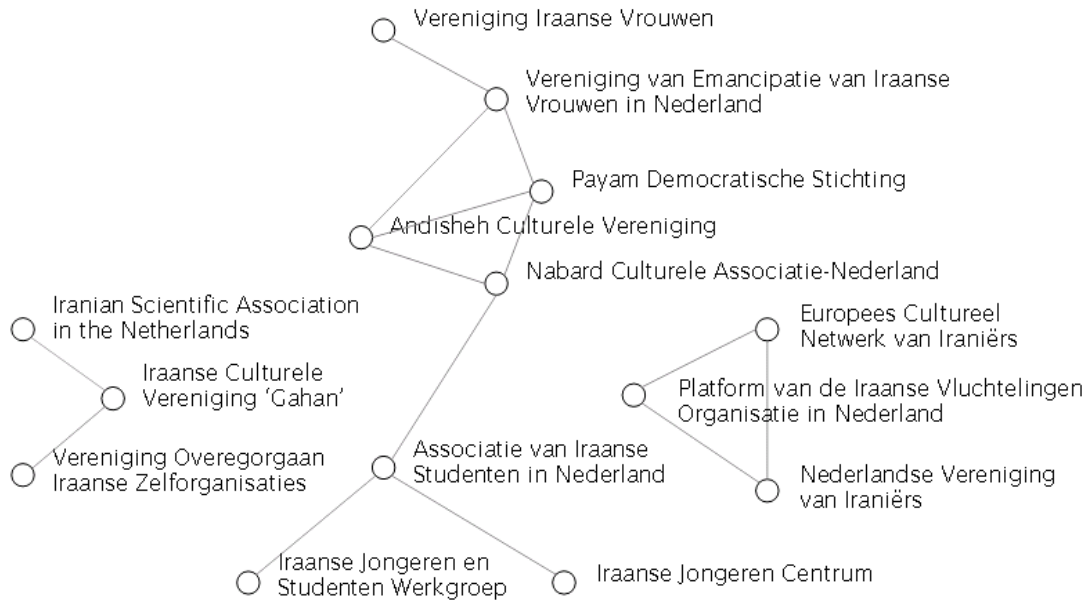 Vereniging Iraanse Vrouwen
Vereniging van Emancipatie van Iraanse
Vrouwen in Nederland
Payam Democratische Stichting
Andisheh Culturele Vereniging
Nabard Culturele Associatie-Nederland
Iranian Scientific Association
in the Netherlands
Europees Cultureel
Netwerk van Iraniërs
Iraanse Culturele
Vereniging ‘Gahan’
Platform van de Iraanse Vluchtelingen
Organisatie in Nederland
Vereniging Overegorgaan
Iraanse Zelforganisaties
Associatie van Iraanse
Studenten in Nederland
Nederlandse Vereniging
van Iraniërs
Iraanse Jongeren en
Studenten Werkgroep
Iraanse Jongeren Centrum